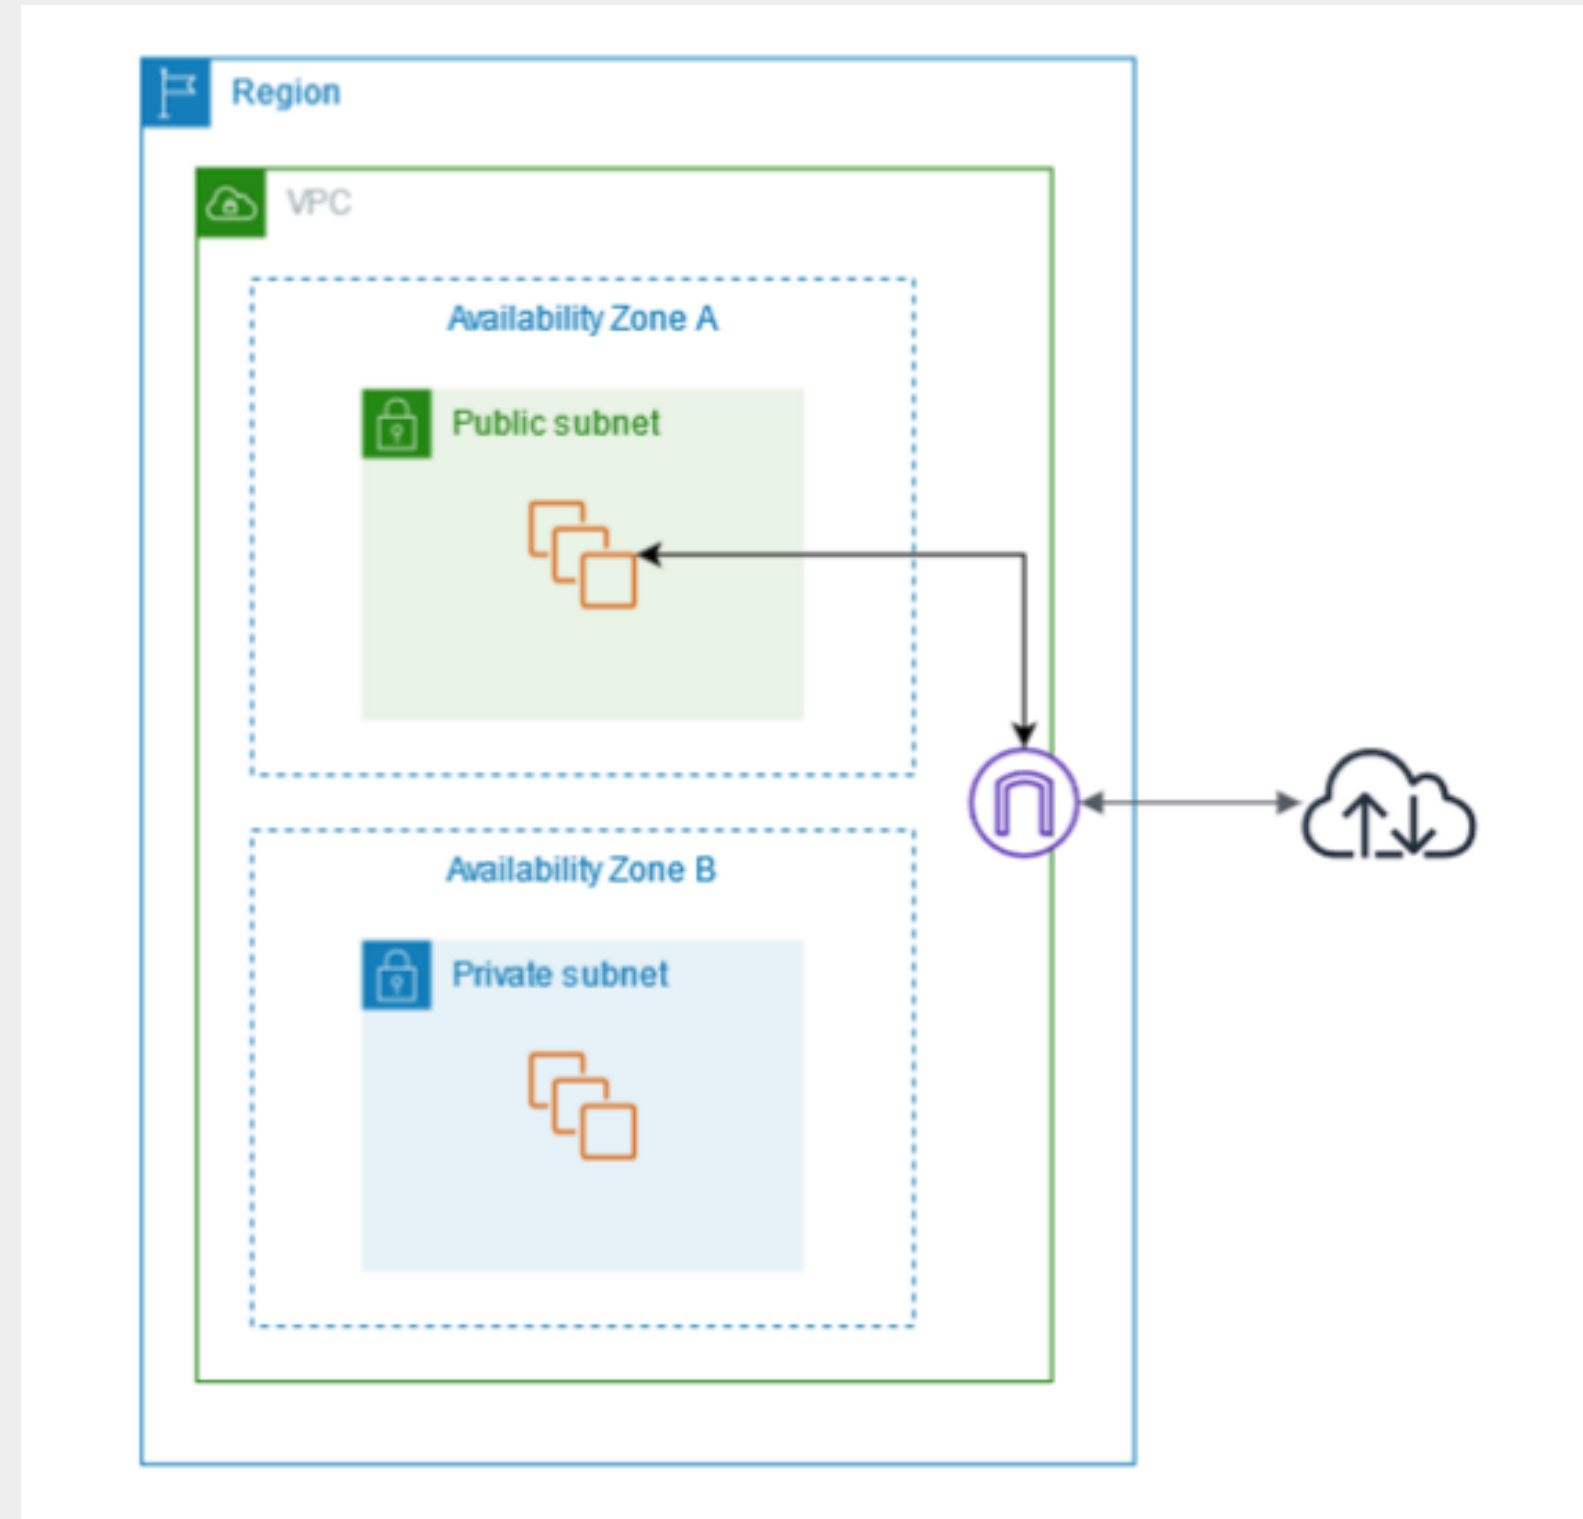 Region
VPC
Availability Zone A
Public subnet
Availability Zone B
Private subnet